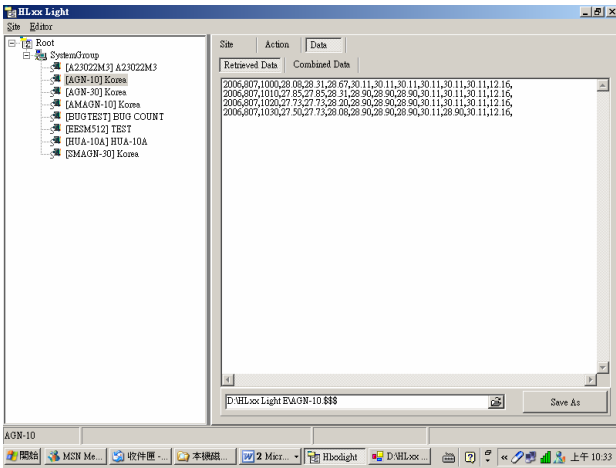 HLxx Light
Site Editor
Root
SystemGroup
[A23022M3] A23022M3
[AGN-10] Korea
[AGN-30] Korea
[AMAGN-10] Korea
[BUGTEST] BUG COUNT
[EESM512] TEST
[HUA-10A] HUA-10A
[SMAGN-30] Korea
Site Action Data
Retrieved Data Combined Data
2006,807,1000,28.08,28.31,28.67,30.11,30.11,30.11,30.11,30.11,30.11,12.16,
2006,807,1010,27.85,27.85,28.31,28.90,28.90,28.90,30.11,30.11,30.11,12.16,
2006,807,1020,27.73,27.73,28.20,28.90,28.90,28.90,30.11,30.11,30.11,12.16,
2006,807,1030,27.50,27.73,28.08,28.90,28.90,28.90,30.11,28.90,30.11,12.16,
D:\HLxx Light E\AGN-10.$$$
Save As
AGN-10
開始 MSN Me... 收件匣 -... 本機磁... 2 Micr... Hbxlight D:\HLxx ... 上午 10:33